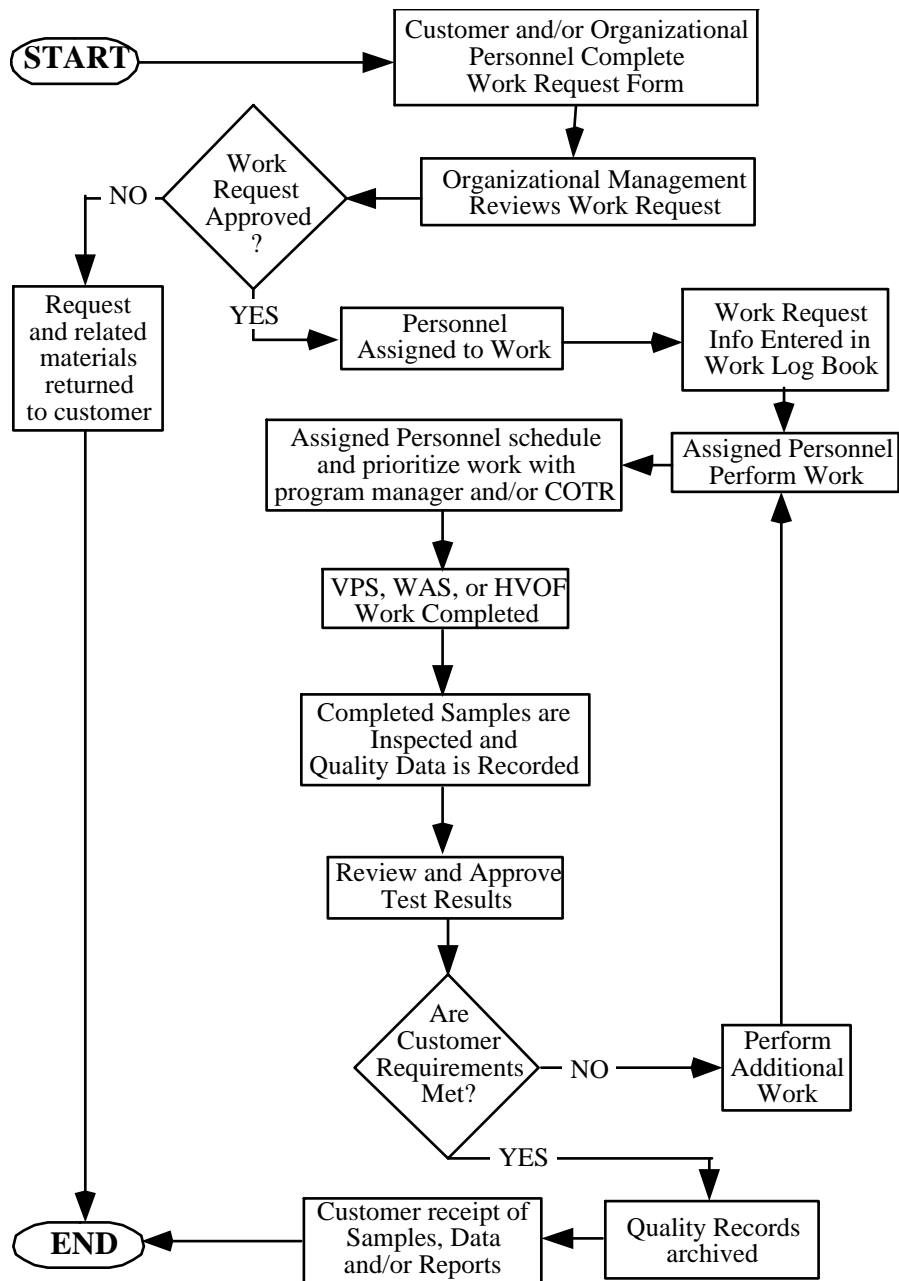 START
Customer and/or Organizational
Personnel Complete
Work Request Form
Organizational Management
Reviews Work Request
Work
Request
Approved
?
NO
YES
Request
and related
materials
returned
to customer
Personnel
Assigned to Work
Work Request
Info Entered in
Work Log Book
Assigned Personnel
Perform Work
Assigned Personnel schedule
and prioritize work with
program manager and/or COTR
VPS, WAS, or HVOF
Work Completed
Completed Samples are
Inspected and
Quality Data is Recorded
Review and Approve
Test Results
Are
Customer
Requirements
Met?
NO
Perform
Additional
Work
YES
Quality Records
archived
Customer receipt of
Samples, Data
and/or Reports
END